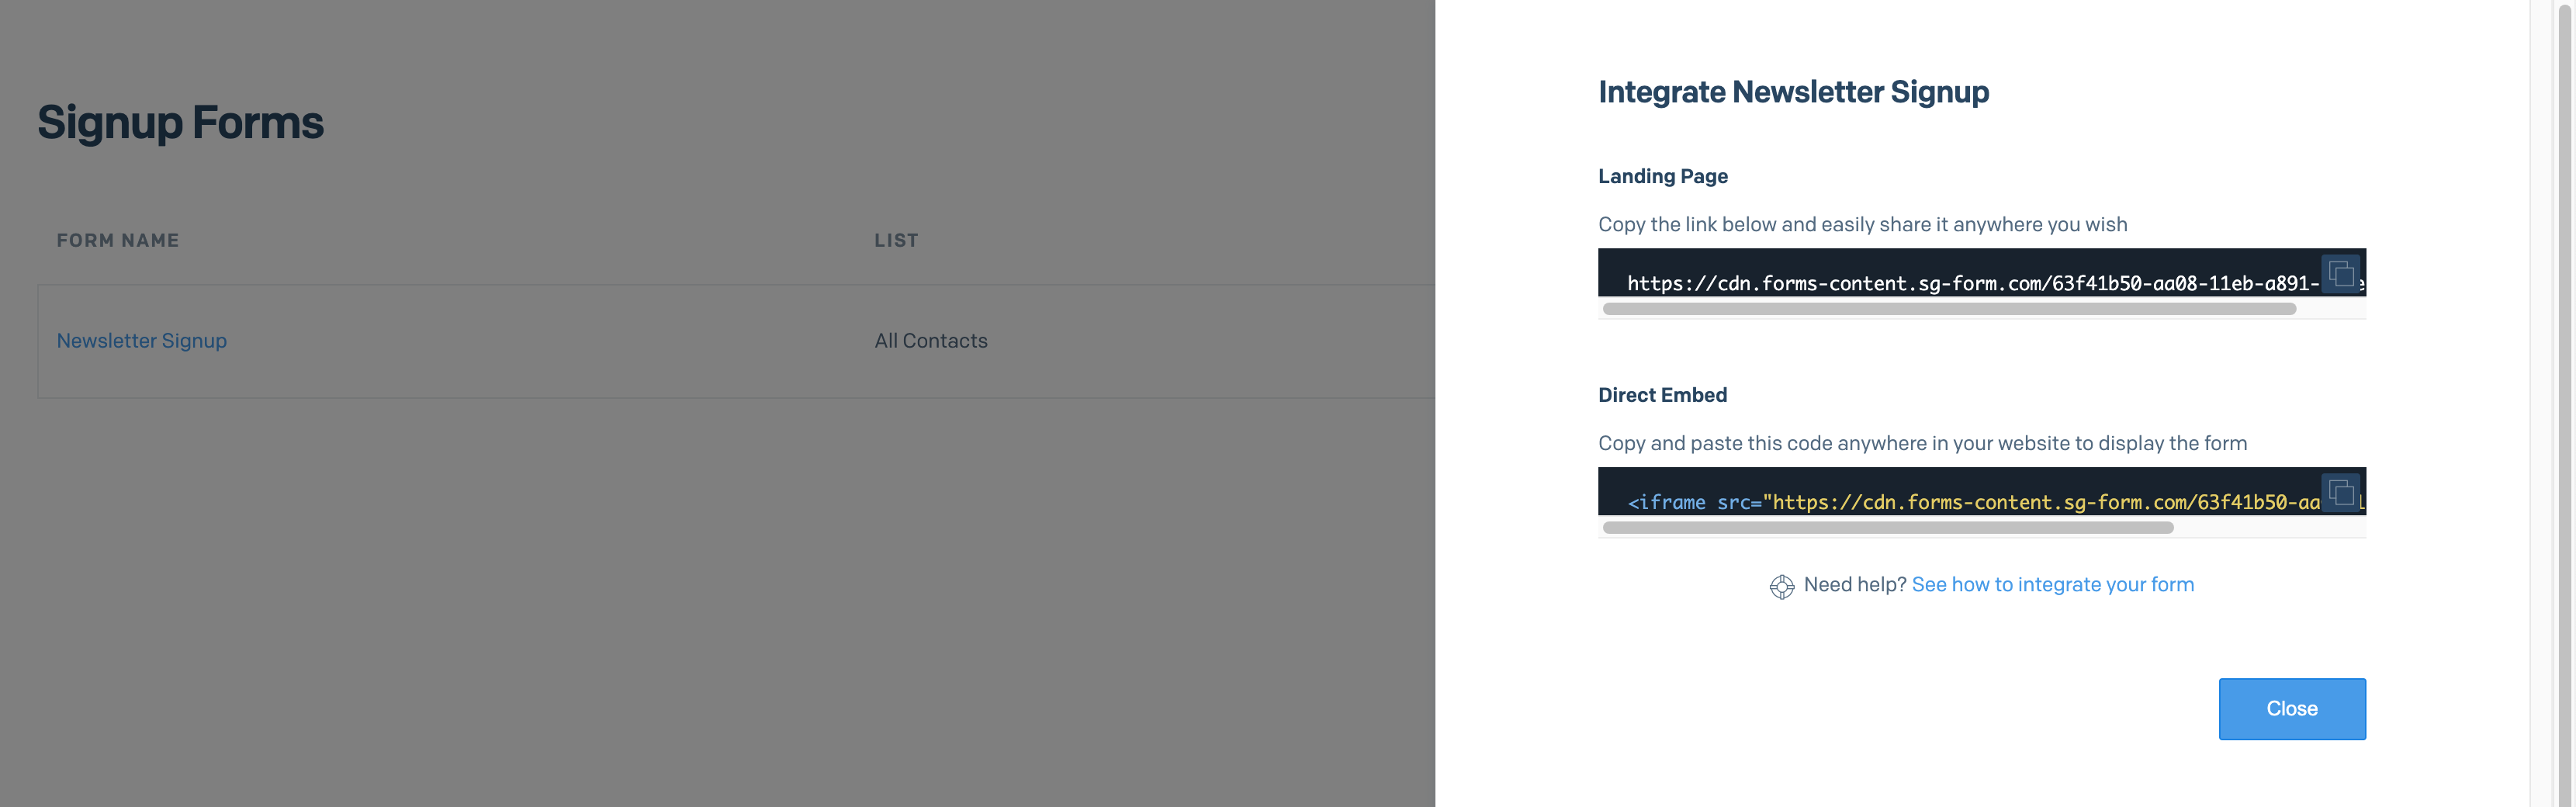 Signup Forms
FORM NAME
LIST
Newsletter Signup
All Contacts
Integrate Newsletter Signup
Landing Page
Copy the link below and easily share it anywhere you wish
https://cdn.forms-content.sg-form.com/63f41b50-aa08-11eb-a891-
Direct Embed
Copy and paste this code anywhere in your website to display the form
<iframe src="https://cdn.forms-content.sg-form.com/63f41b50-aa
Need help? See how to integrate your form
Close